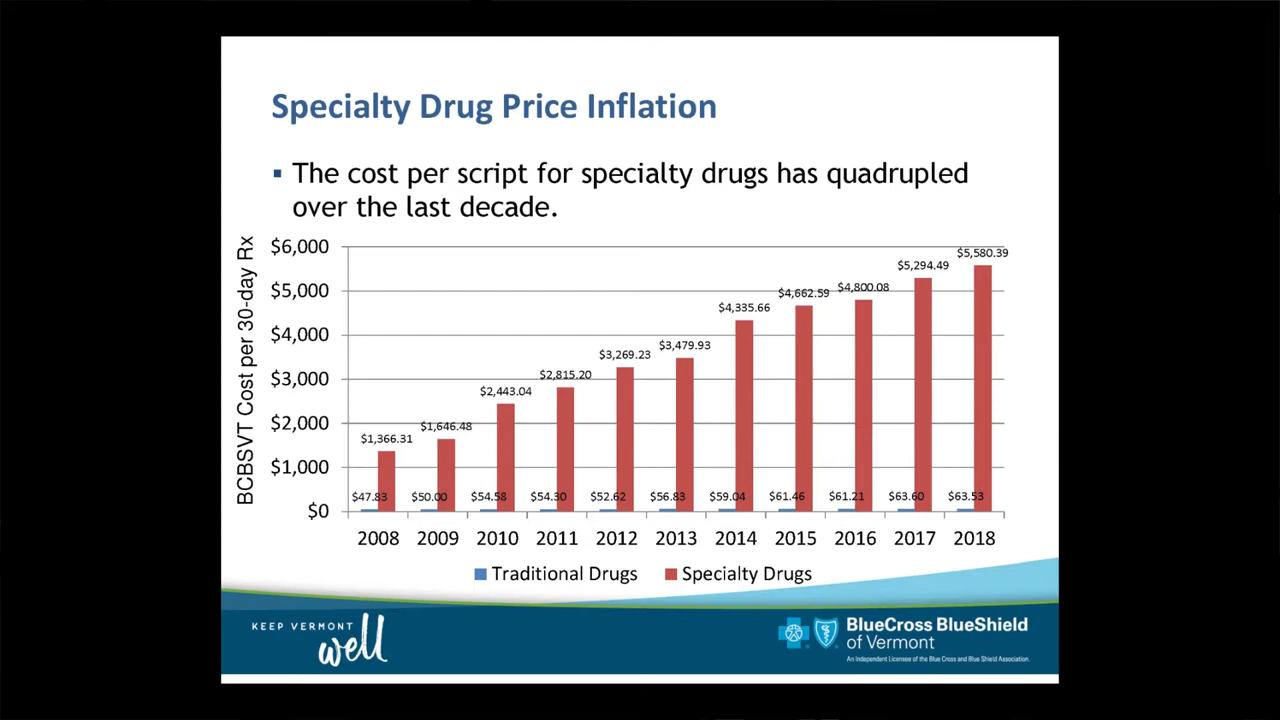 Specialty Drug Price Inflation
▪ The cost per script for specialty drugs has quadrupled
over the last decade.
BCBSVT Cost per 30-day Rx
$6,000
$5,000
$4,000
$3,000
$2,000
$1,000
$0
$1,366.31
$1,646.48
$2,443.04
$2,815.20
$3,269.23
$3,479.93
$4,335.66
$4,662.59
$4,800.08
$5,294.49
$5,580.39
$47.83 $50.00 $54.58 $54.30 $52.62 $56.83 $59.04 $61.46 $61.21 $63.60 $63.53
2008 2009 2010 2011 2012 2013 2014 2015 2016 2017 2018
Traditional Drugs Specialty Drugs
KEEP VERMONT
well
BlueCross BlueShield
of Vermont
An Independent Licensee of the Blue Cross and Blue Shield Association.